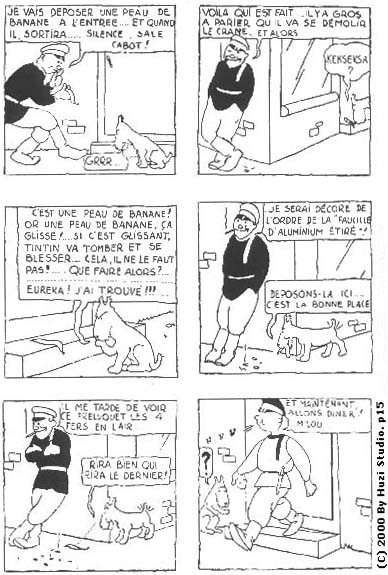 JE VAIS DEPOSER UNE PEAU DE
BANANE A L'ENTREE.... ET QUAND
IL SORTIRA..... SILENCE, SALE
CABOT!
GRRR....
VOILÀ QUI EST FAIT... IL Y A GROS
A PARIER QU'IL VA SE DÉMOLIR
LE CRANE.. ET ALORS
KEKSEKSA
?
C'EST UNE PEAU DE BANANE!
OR UNE PEAU DE BANANE, ÇA
GLISSE!.... SI C'EST GLISSANT,
TINTIN VA TOMBER ET SE
BLESSER.... CELA, IL NE LE FAUT
PAS!..... QUE FAIRE ALORS?....
EUREKA! J'AI TROUVÉ!!!
JE SERAI DÉCORÉ DE
L'ORDRE DE LA "FAUCILLE
D'ALUMINIUM ÉTIRÉ"!
DEPOSONS-LA ICI....
C'EST LA BONNE PLACE
IL ME TARDE DE VOIR
CE FRELUQUET LES 4
FERS EN L'AIR
RIRA BIEN QUI
RIRA LE DERNIER!
ET MAINTENANT,
ALLONS DINER,
MILOU!
?
(C) 2000 By Huzi Studio. p15